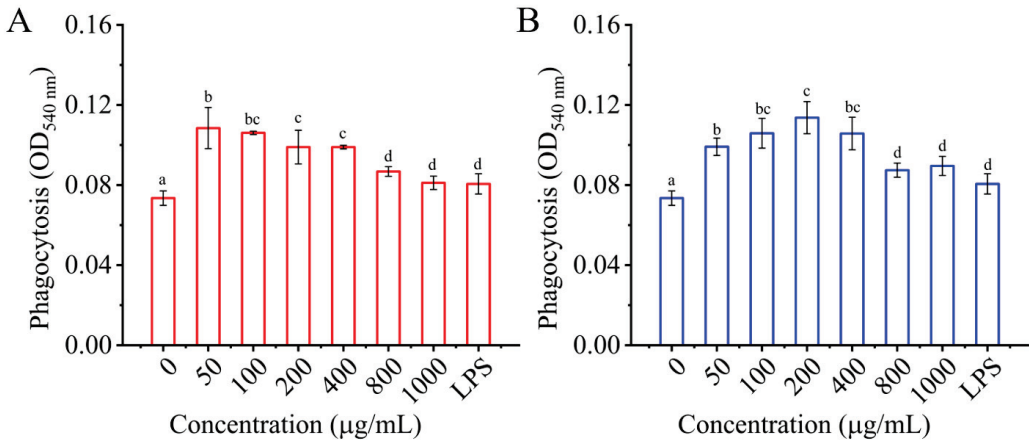 A
Phagocytosis (OD540 nm)
0.16
0.12
0.08
0.04
0.00
a
b
bc
c
c
d
d
d
0
50
100
200
400
800
1000
LPS
Concentration (μg/mL)
B
Phagocytosis (OD540 nm)
0.16
0.12
0.08
0.04
0.00
a
b
bc
c
bc
d
d
d
0
50
100
200
400
800
1000
LPS
Concentration (μg/mL)